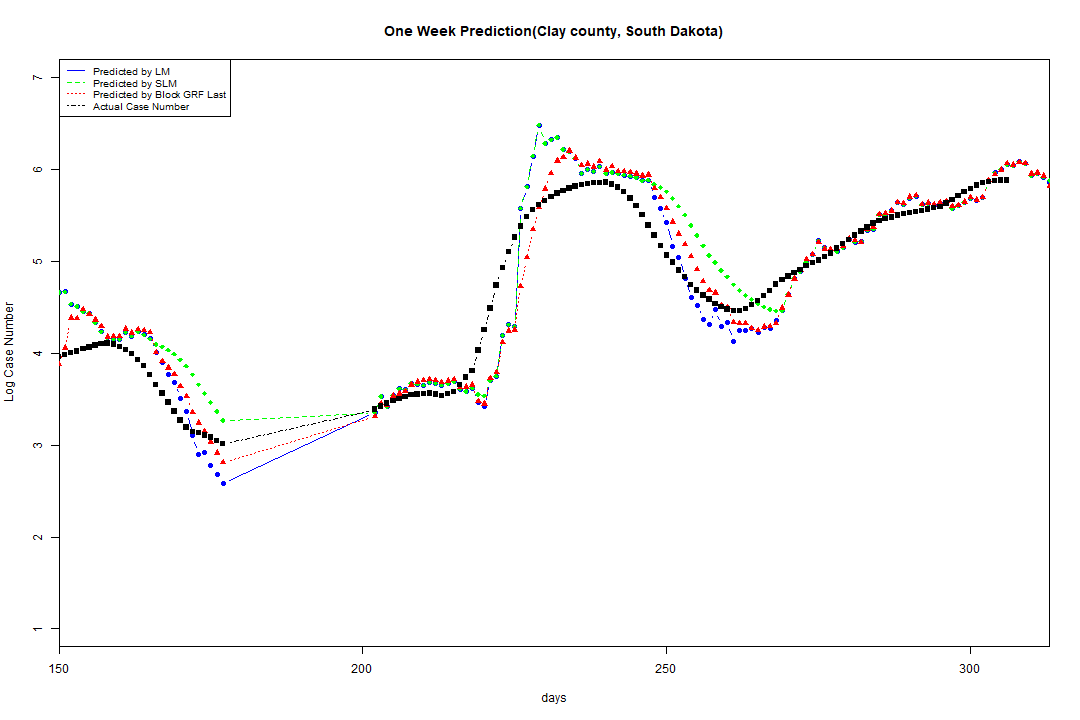 One Week Prediction(Clay county, South Dakota)
Predicted by LM
Predicted by SLM
Predicted by Block GRF Last
Actual Case Number
7
6
5
4
3
2
1
Log Case Number
150 200 250 300
days